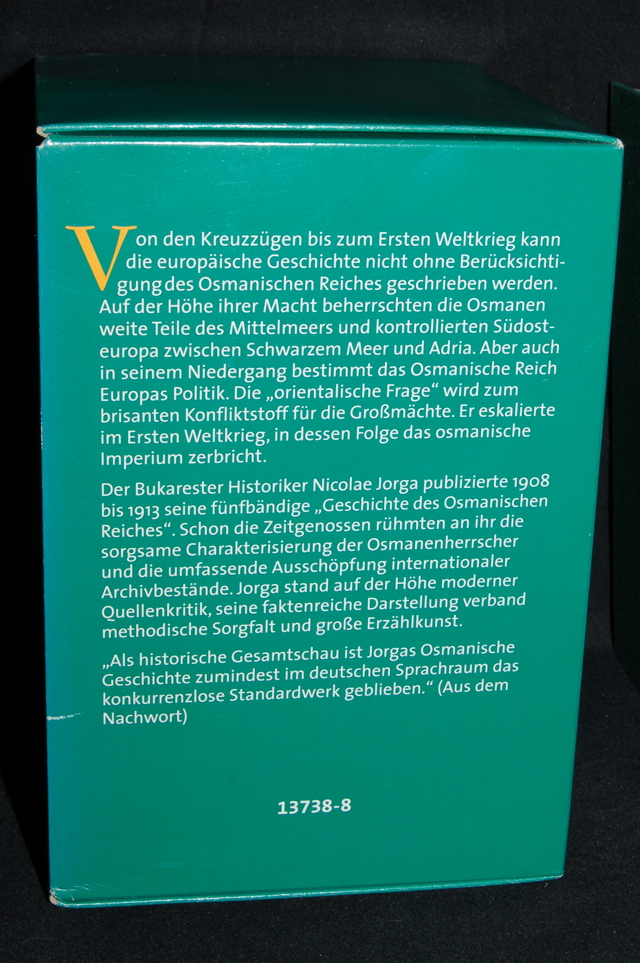 Von den Kreuzzügen bis zum Ersten Weltkrieg kann
die europäische Geschichte nicht ohne Berücksichti-
gung des Osmanischen Reiches geschrieben werden.
Auf der Höhe ihrer Macht beherrschten die Osmanen
weite Teile des Mittelmeers und kontrollierten Südost-
europa zwischen Schwarzem Meer und Adria. Aber auch
in seinem Niedergang bestimmt das Osmanische Reich
Europas Politik. Die „orientalische Frage“ wird zum
brisanten Konfliktstoff für die Großmächte. Er eskalierte
im Ersten Weltkrieg, in dessen Folge das osmanische
Imperium zerbricht.
Der Bukarester Historiker Nicolae Jorga publizierte 1908
bis 1913 seine fünfbändige „Geschichte des Osmanischen
Reiches“. Schon die Zeitgenossen rühmten an ihr die
sorgsame Charakterisierung der Osmanenherrscher
und die umfassende Ausschöpfung internationaler
Archivbestände. Jorga stand auf der Höhe moderner
Quellenkritik, seine faktenreiche Darstellung verband
methodische Sorgfalt und große Erzählkunst.
„Als historische Gesamtschau ist Jorgas Osmanische
Geschichte zumindest im deutschen Sprachraum das
konkurrenzlose Standardwerk geblieben.“ (Aus dem
Nachwort)
13738-8